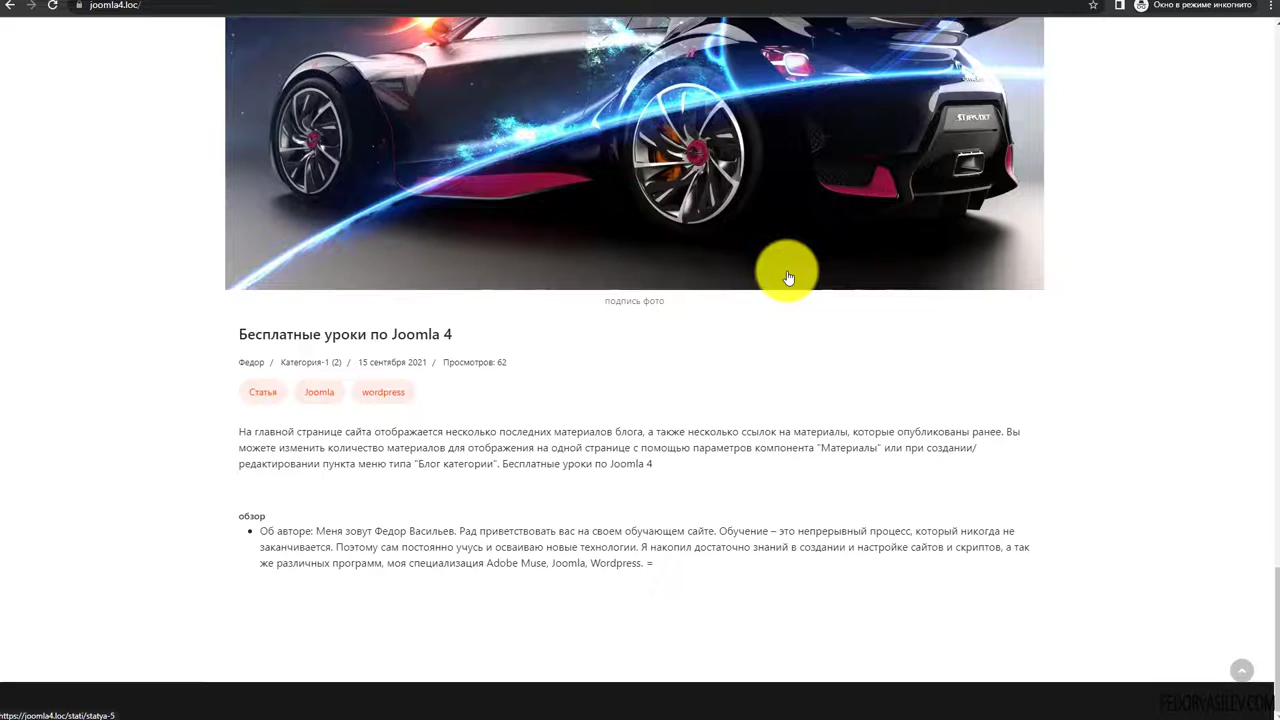 joomla4.loc/
Окно в режиме инкогнито
подпись фото
Бесплатные уроки по Joomla 4
Федор / Категория-1 (2) / 15 сентября 2021 / Просмотров: 62
Статья Joomla wordpress
На главной странице сайта отображается несколько последних материалов блога, а также несколько ссылок на материалы, которые опубликованы ранее. Вы
можете изменить количество материалов для отображения на одной странице с помощью параметров компонента "Материалы" или при создании/
редактировании пункта меню типа "Блог категории". Бесплатные уроки по Joomla 4
обзор
Об авторе: Меня зовут Федор Васильев. Рад приветствовать вас на своем обучающем сайте. Обучение – это непрерывный процесс, который никогда не
заканчивается. Поэтому сам постоянно учусь и осваиваю новые технологии. Я накопил достаточно знаний в создании и настройке сайтов и скриптов, а так
же различных программ, моя специализация Adobe Muse, Joomla, Wordpress. =
https://joomla4.loc/stati/statya-5
FEDORVASILEV.COM